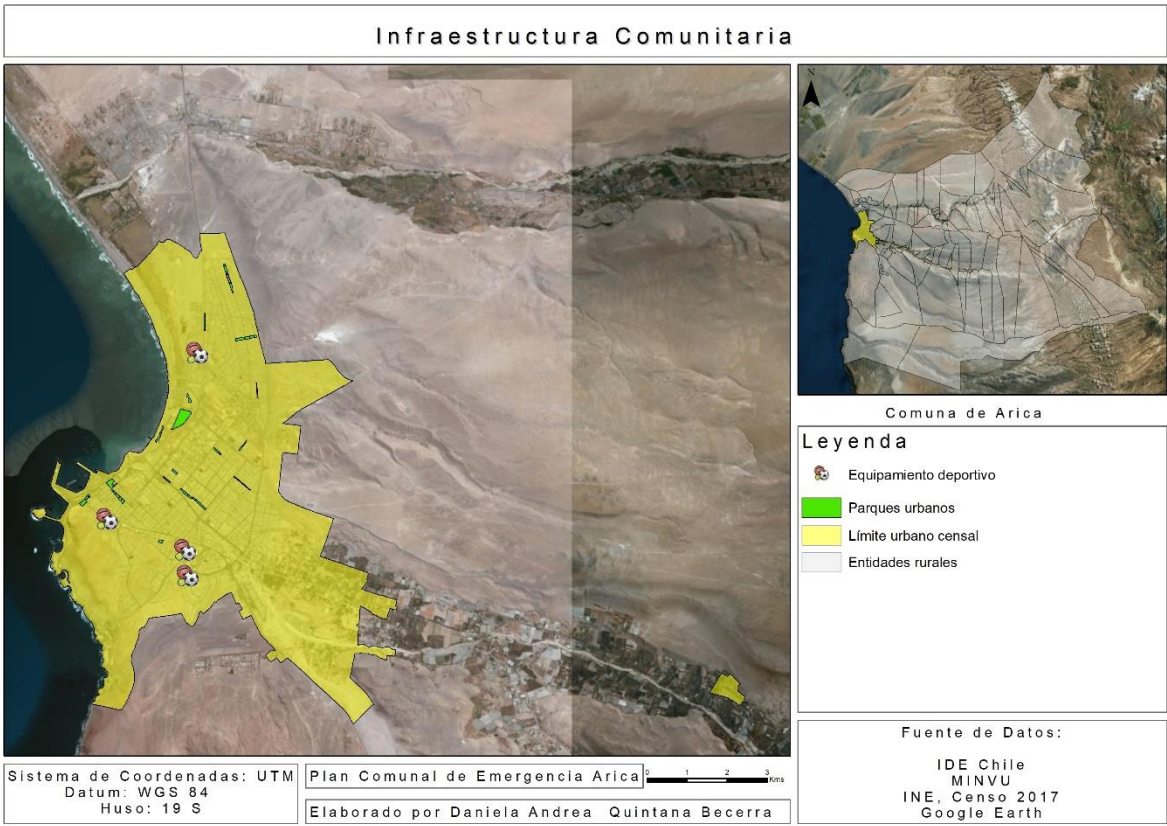 Infraestructura Comunitaria
N
Comuna de Arica
Leyenda
Equipamiento deportivo
Parques urbanos
Límite urbano censal
Entidades rurales
Sistema de Coordenadas: UTM
Datum: WGS 84
Huso: 19 S
Plan Comunal de Emergencia Arica
0 1 2 3
Kms
Elaborado por Daniela Andrea Quintana Becerra
Fuente de Datos:
IDE Chile
MINVU
INE, Censo 2017
Google Earth